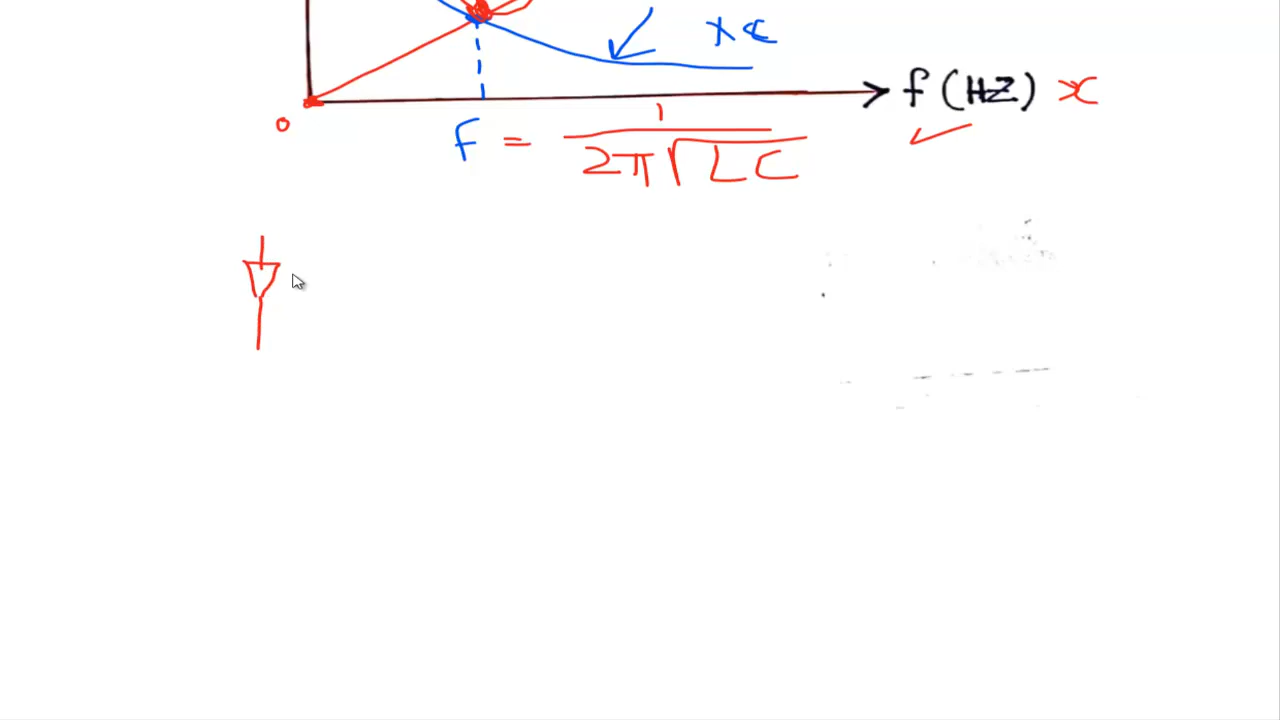 Xc
f (HZ) x
0
F = 1 / 2π√LC